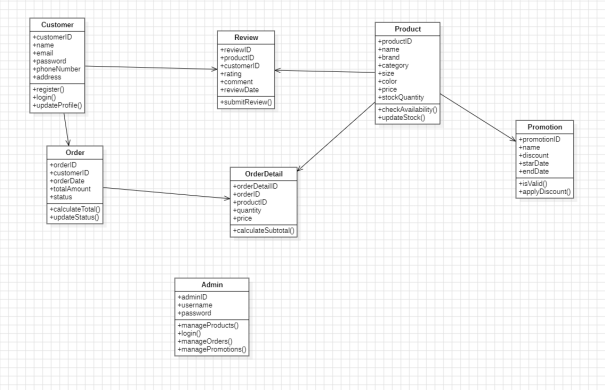 Customer
+customerID
+name
+email
+password
+phoneNumber
+address
+register()
+login()
+updateProfile()
Review
+reviewID
+productID
+customerID
+rating
+comment
+reviewDate
+submitReview()
Product
+productID
+name
+brand
+category
+size
+color
+price
+stockQuantity
+checkAvailability()
+updateStock()
Promotion
+promotionID
+name
+discount
+starDate
+endDate
+isValid()
+applyDiscount()
Order
+orderID
+customerID
+orderDate
+totalAmount
+status
+calculateTotal()
+updateStatus()
OrderDetail
+orderDetailID
+orderID
+productID
+quantity
+price
+calculateSubtotal()
Admin
+adminID
+username
+password
+manageProducts()
+login()
+manageOrders()
+managePromotions()